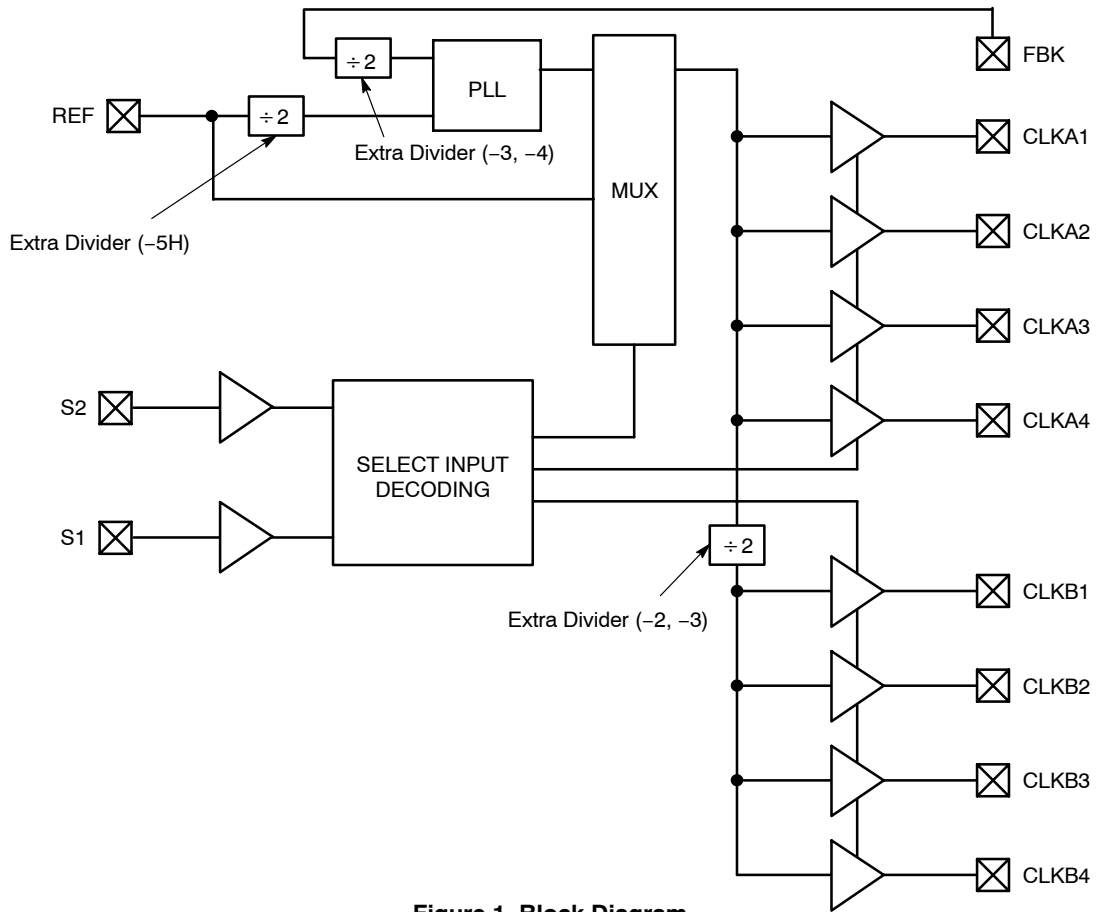 FBK
÷2
PLL
REF
÷2
Extra Divider (−3, −4)
CLKA1
MUX
CLKA2
Extra Divider (−5H)
CLKA3
S2
CLKA4
SELECT INPUT
DECODING
S1
÷2
CLKB1
Extra Divider (−2, −3)
CLKB2
CLKB3
CLKB4
Figure 1. Block Diagram